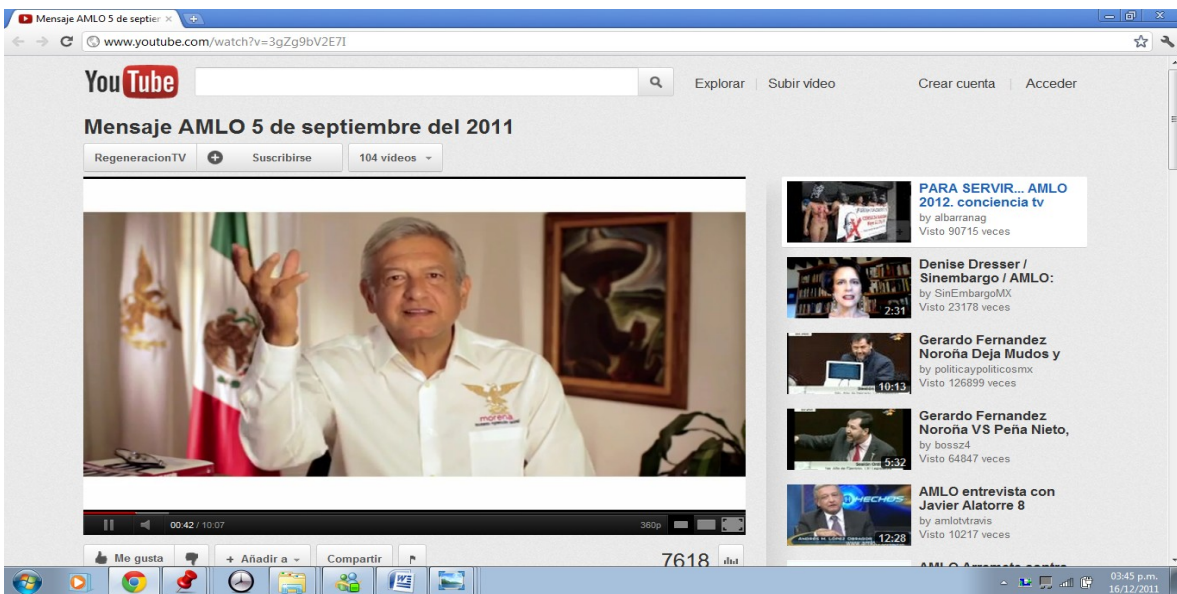 Mensaje AMLO 5 de septier
www.youtube.com/watch?v=3gZg9bV2E7I
YouTube
Explorar
Subir vídeo
Crear cuenta
Acceder
Mensaje AMLO 5 de septiembre del 2011
RegeneracionTV
Suscribirse
104 vídeos
morena
00:42 / 10:07
360p
Me gusta
+ Añadir a
Compartir
7618
PARA SERVIR... AMLO
2012. conciencia tv
by albarranag
Visto 90715 veces
Denise Dresser /
Sinembargo / AMLO:
by SinEmbargoMX
Visto 23178 veces
2:31
Gerardo Fernandez
Noroña Deja Mudos y
by politicaypoliticosmx
Visto 126899 veces
10:13
Gerardo Fernandez
Noroña VS Peña Nieto,
by bossz4
Visto 64847 veces
5:32
AMLO entrevista con
Javier Alatorre 8
by amlotvtravis
Visto 10217 veces
HECHOS
12:28
03:45 p.m.
16/12/2011